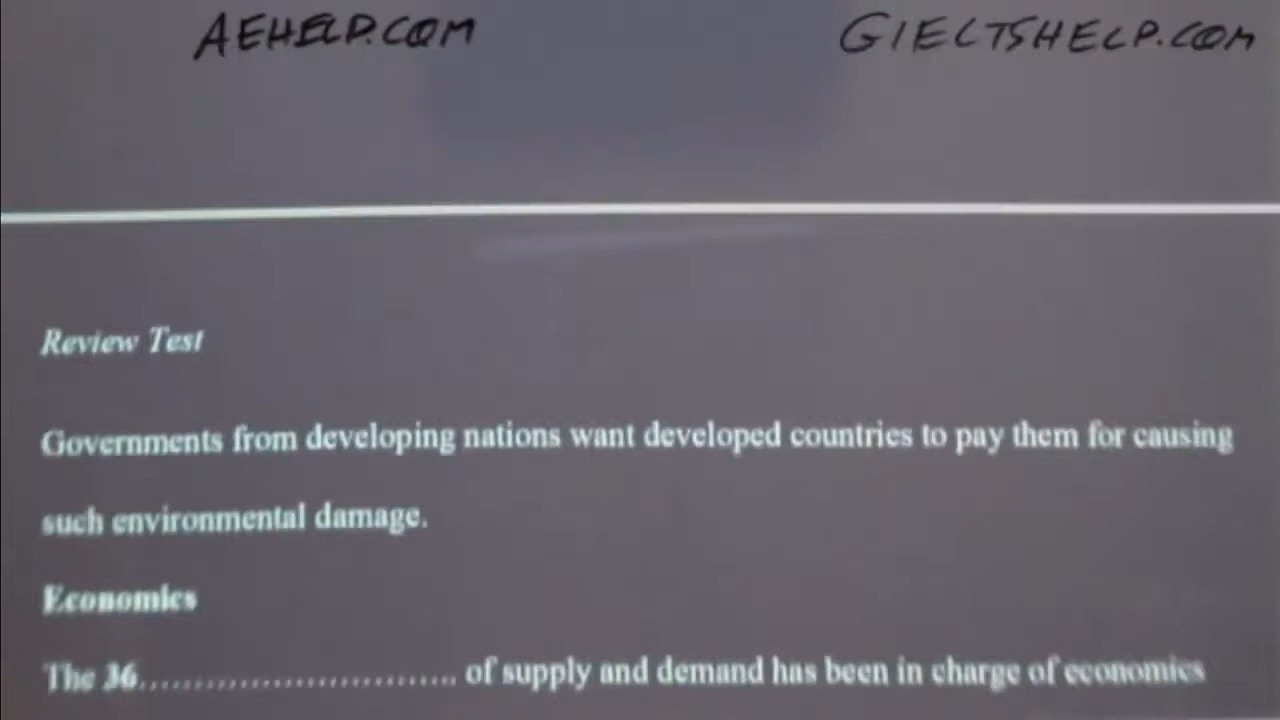 AEHELP.COM
GIELTSHELP.COM
Review Test
Governments from developing nations want developed countries to pay them for causing
such environmental damage.
Economics
The 36............................... of supply and demand has been in charge of economics